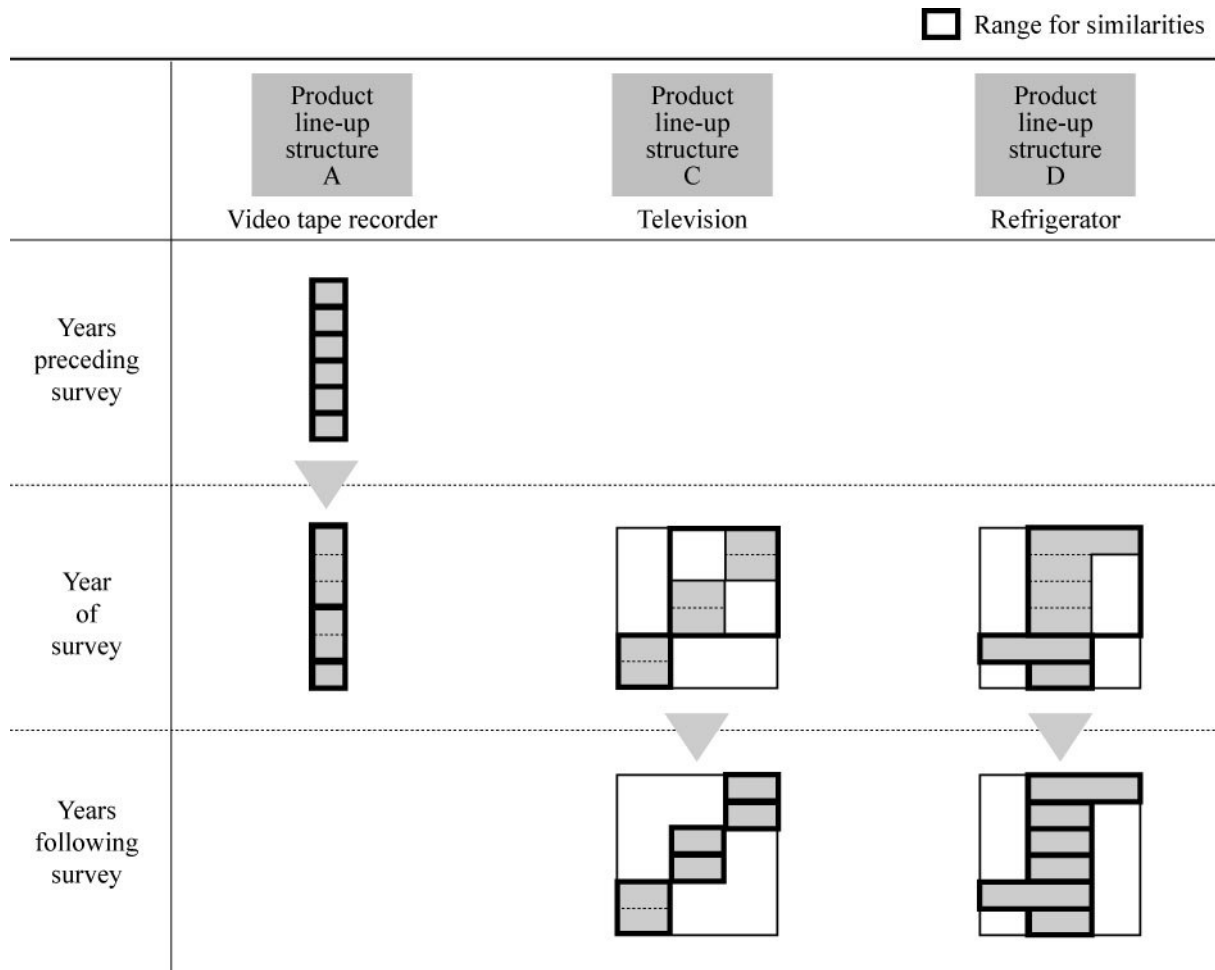 Range for similarities
Product
line-up
structure
A
Product
line-up
structure
C
Product
line-up
structure
D
Video tape recorder
Television
Refrigerator
Years
preceding
survey
Year
of
survey
Years
following
survey